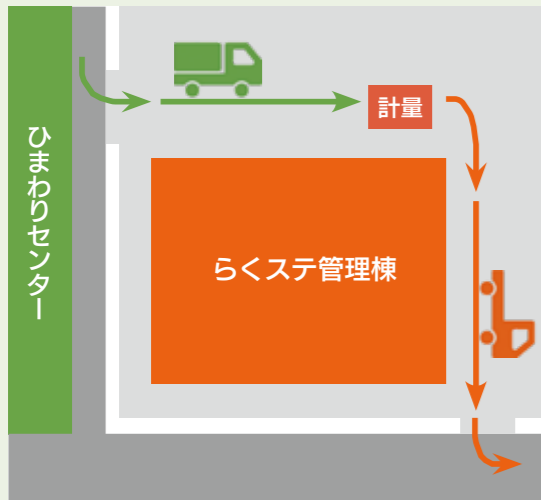 計量
ひまわりセンター
らくステ管理棟